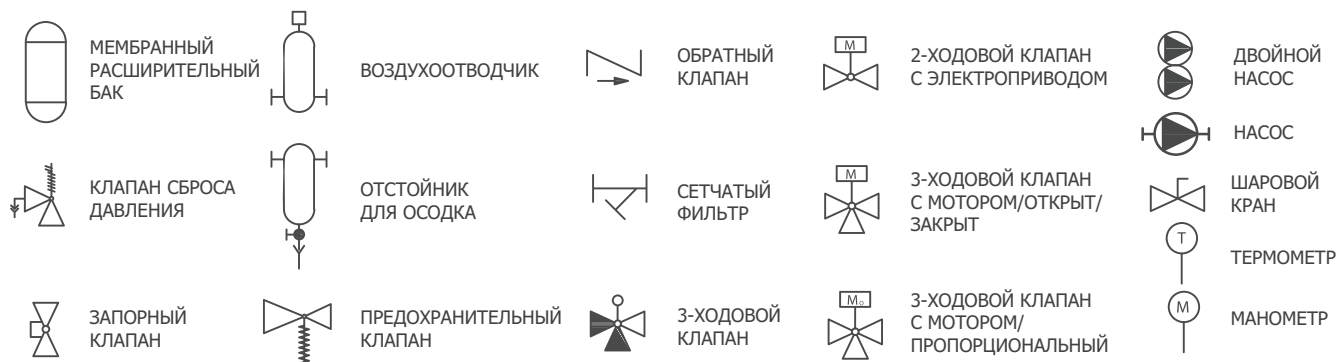 МЕМБРАННЫЙ
РАСШИРИТЕЛЬНЫЙ
БАК
ВОЗДУХООТВОДЧИК
ОБРАТНЫЙ
КЛАПАН
M
2-ХОДОВОЙ КЛАПАН
С ЭЛЕКТРОПРИВОДОМ
ДВОЙНОЙ
НАСОС
НАСОС
КЛАПАН СБРОСА
ДАВЛЕНИЯ
ОТСТОЙНИК
ДЛЯ ОСОДКА
СЕТЧАТЫЙ
ФИЛЬТР
M
3-ХОДОВОЙ КЛАПАН
С МОТОРОМ/ОТКРЫТ/
ЗАКРЫТ
ШАРОВОЙ
КРАН
T
ТЕРМОМЕТР
ЗАПОРНЫЙ
КЛАПАН
ПРЕДОХРАНИТЕЛЬНЫЙ
КЛАПАН
3-ХОДОВОЙ
КЛАПАН
Mo
3-ХОДОВОЙ КЛАПАН
С МОТОРОМ/
ПРОПОРЦИОНАЛЬНЫЙ
M
МАНОМЕТР